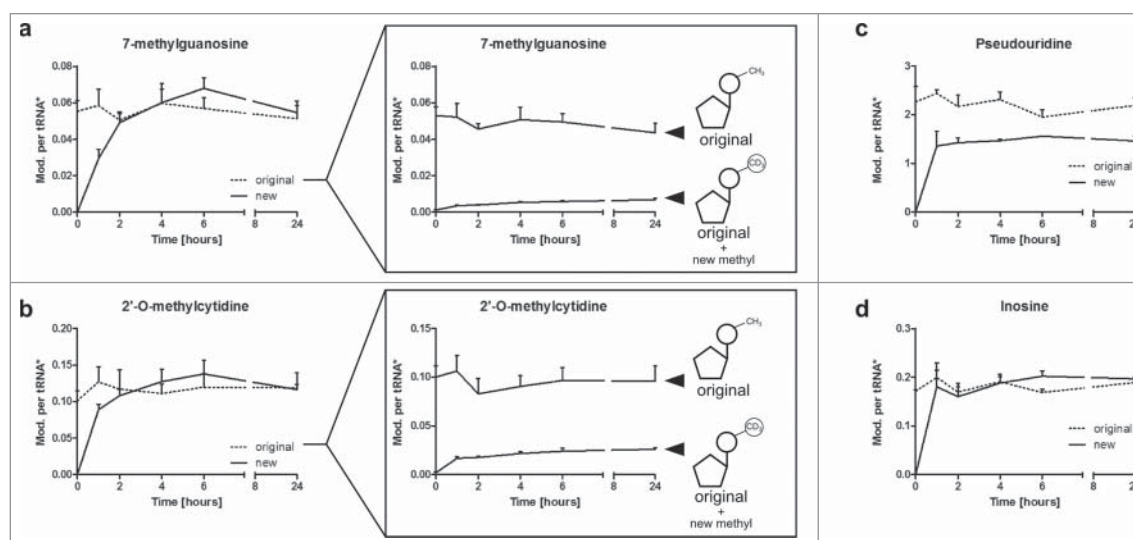 a
7-methylguanosine
Mod. per tRNA*
0.08
0.06
0.04
0.02
0.00
0 2 4 6 8 24
Time [hours]
original
new
7-methylguanosine
Mod. per tRNA*
0.08
0.06
0.04
0.02
0.00
0 2 4 6 8 24
Time [hours]
CH3
original
CD3
original
+
new methyl
c
Pseudouridine
Mod. per tRNA*
3
2
1
0
0 2 4 6 8
Time [hours]
original
new
b
2'-O-methylcytidine
Mod. per tRNA*
0.20
0.15
0.10
0.05
0.00
0 2 4 6 8 24
Time [hours]
original
new
2'-O-methylcytidine
Mod. per tRNA*
0.15
0.10
0.05
0.00
0 2 4 6 8 24
Time [hours]
CH3
original
CD3
original
+
new methyl
d
Inosine
Mod. per tRNA*
0.3
0.2
0.1
0.0
0 2 4 6 8
Time [hours]
original
new